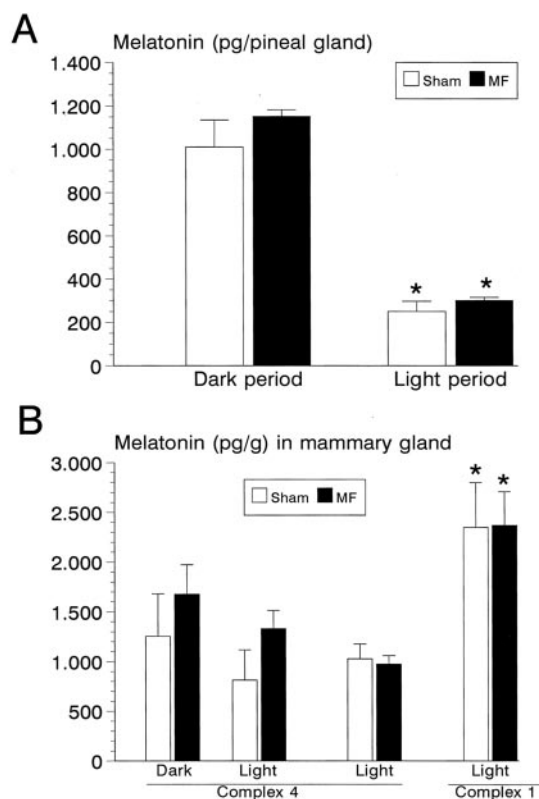 A
Melatonin (pg/pineal gland)
1.400
1.200
1.000
800
600
400
200
0
Sham MF
* *
Dark period Light period
B
Melatonin (pg/g) in mammary gland
3.000
2.500
2.000
1.500
1.000
500
0
Sham MF
* *
Dark Light Light Light
Complex 4 Complex 1